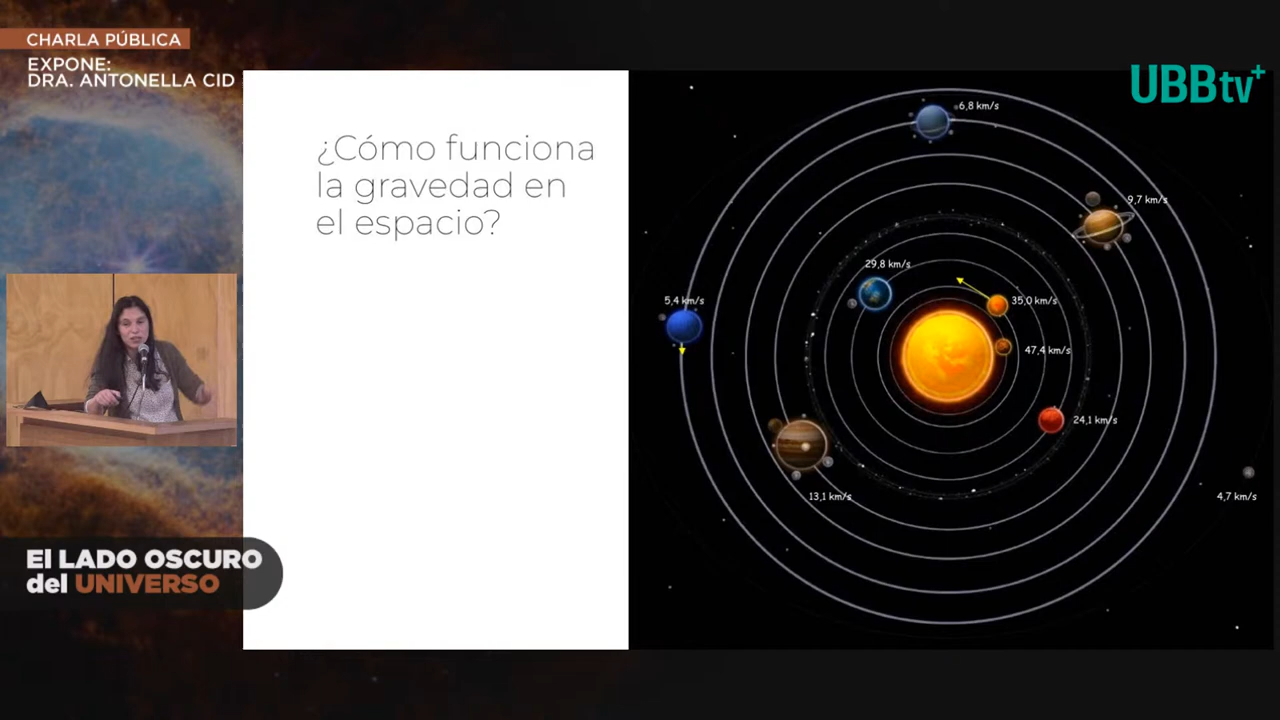 CHARLA PÚBLICA
EXPONE:
DRA. ANTONELLA CID
UBBtv+
¿Cómo funciona
la gravedad en
el espacio?
6,8 km/s
9,7 km/s
29,8 km/s
5,4 km/s
35,0 km/s
47,4 km/s
24,1 km/s
13,1 km/s
4,7 km/s
El LADO OSCURO
del UNIVERSO